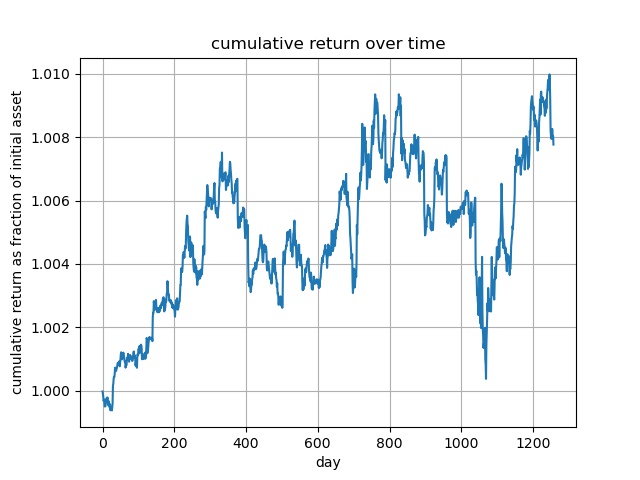 cumulative return over time
cumulative return as fraction of initial asset
1.010
1.008
1.006
1.004
1.002
1.000
0 200 400 600 800 1000 1200
day